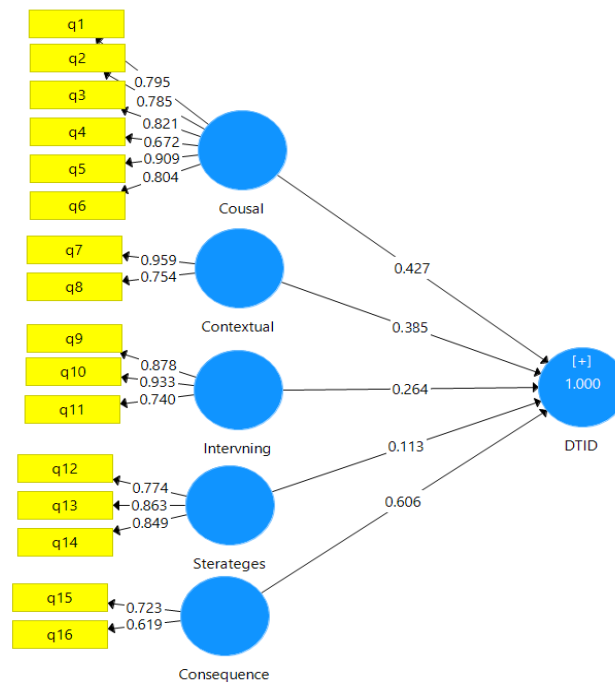 q1
q2
q3
q4
q5
q6
0.795
0.785
0.821
0.672
0.909
0.804
Cousal
q7
q8
0.959
0.754
Contextual
q9
q10
q11
0.878
0.933
0.740
Intervning
q12
q13
q14
0.774
0.863
0.849
Sterateges
q15
q16
0.723
0.619
Consequence
0.427
0.385
0.264
0.113
0.606
[+]
1.000
DTID